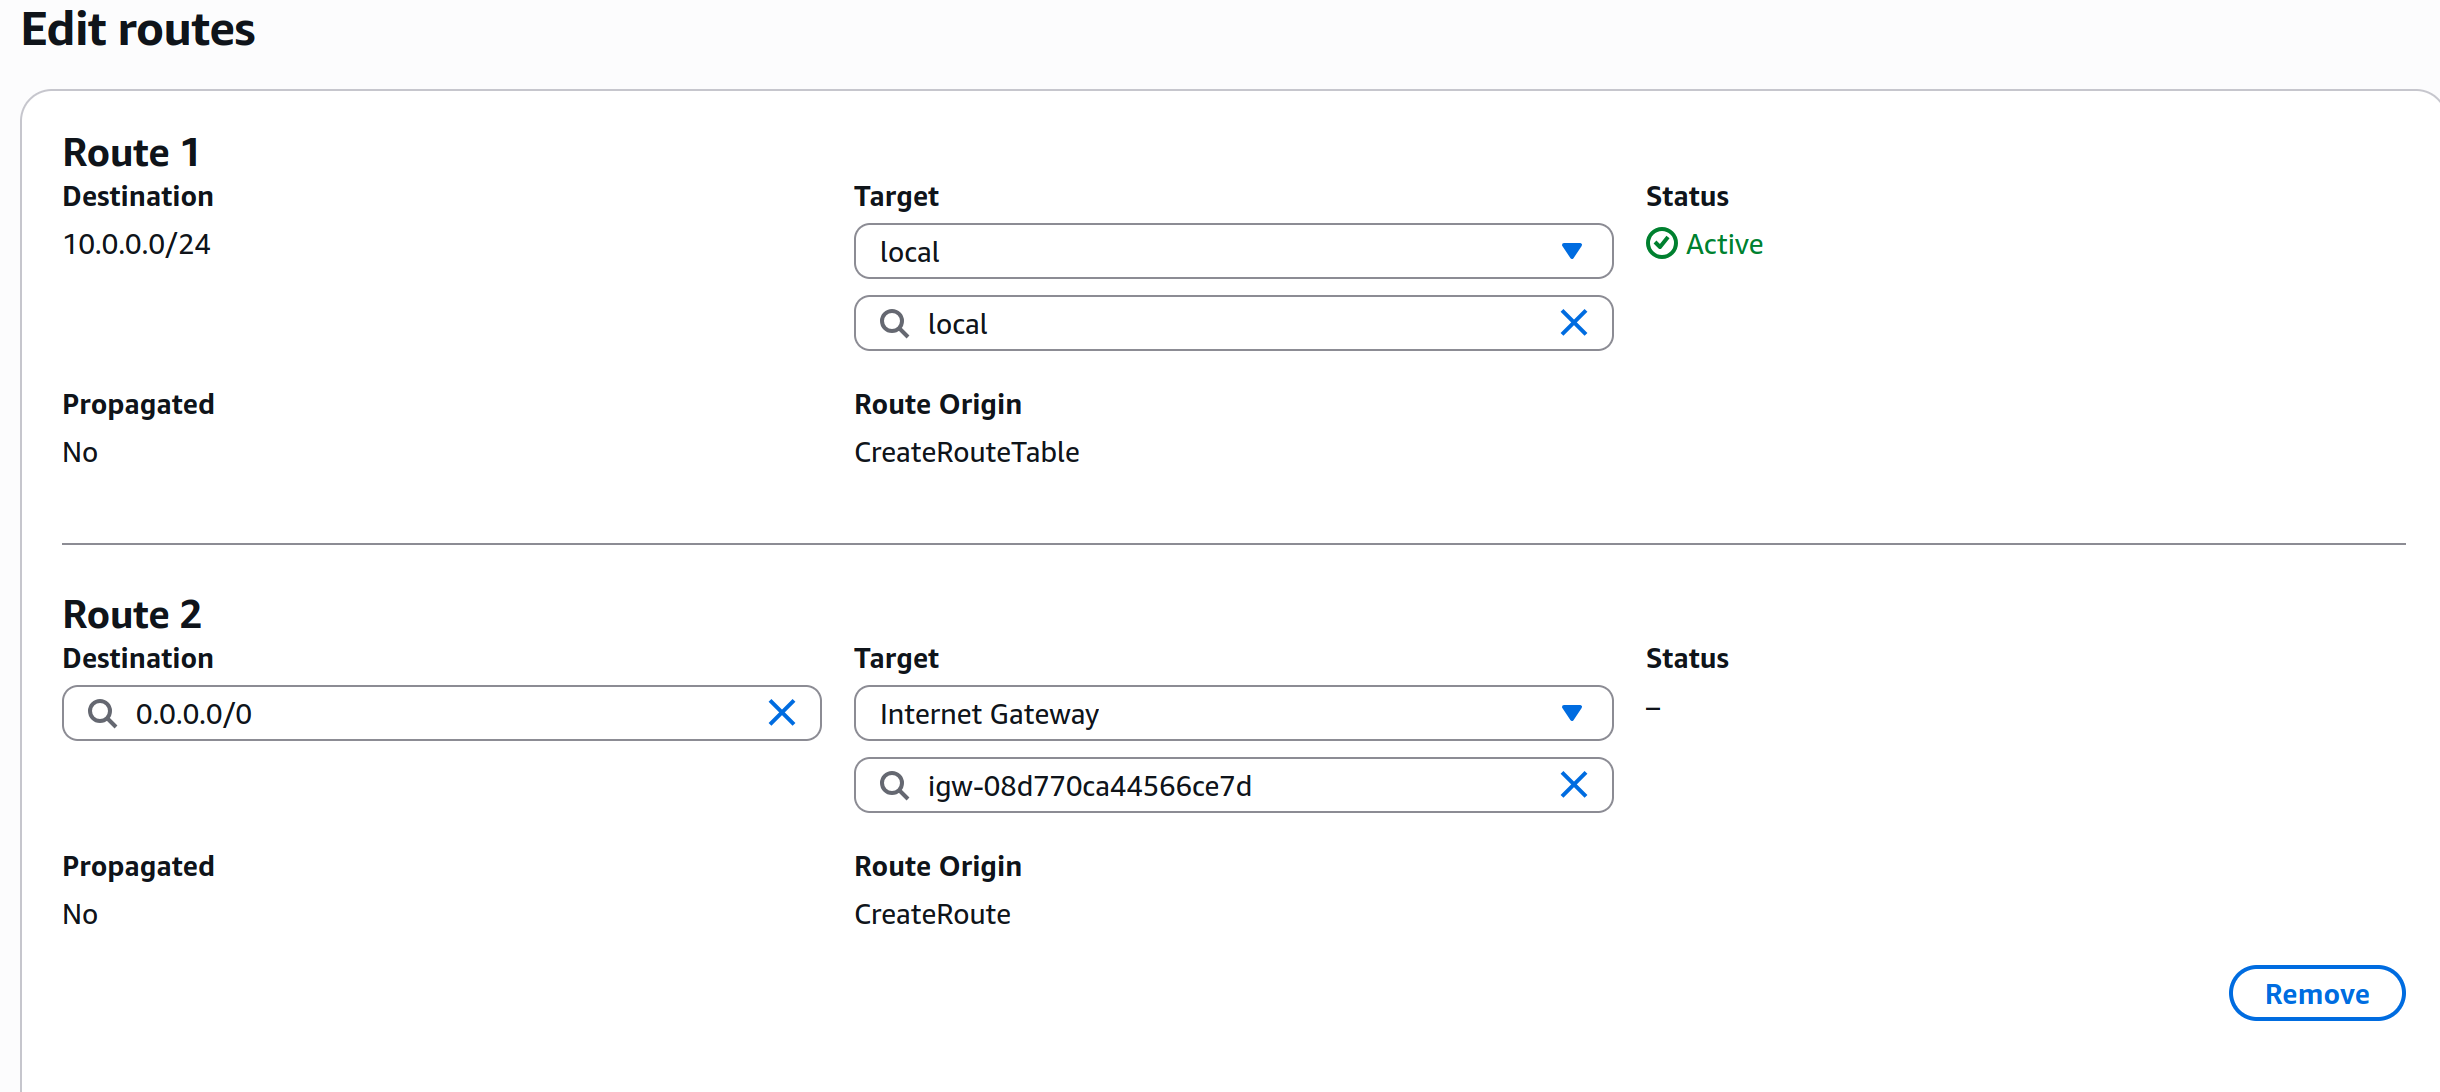 Edit routes
Route 1
Destination
10.0.0.0/24
Target
local
local
Status
Active
Propagated
No
Route Origin
CreateRouteTable
Route 2
Destination
0.0.0.0/0
Target
Internet Gateway
igw-08d770ca44566ce7d
Status
–
Propagated
No
Route Origin
CreateRoute
Remove